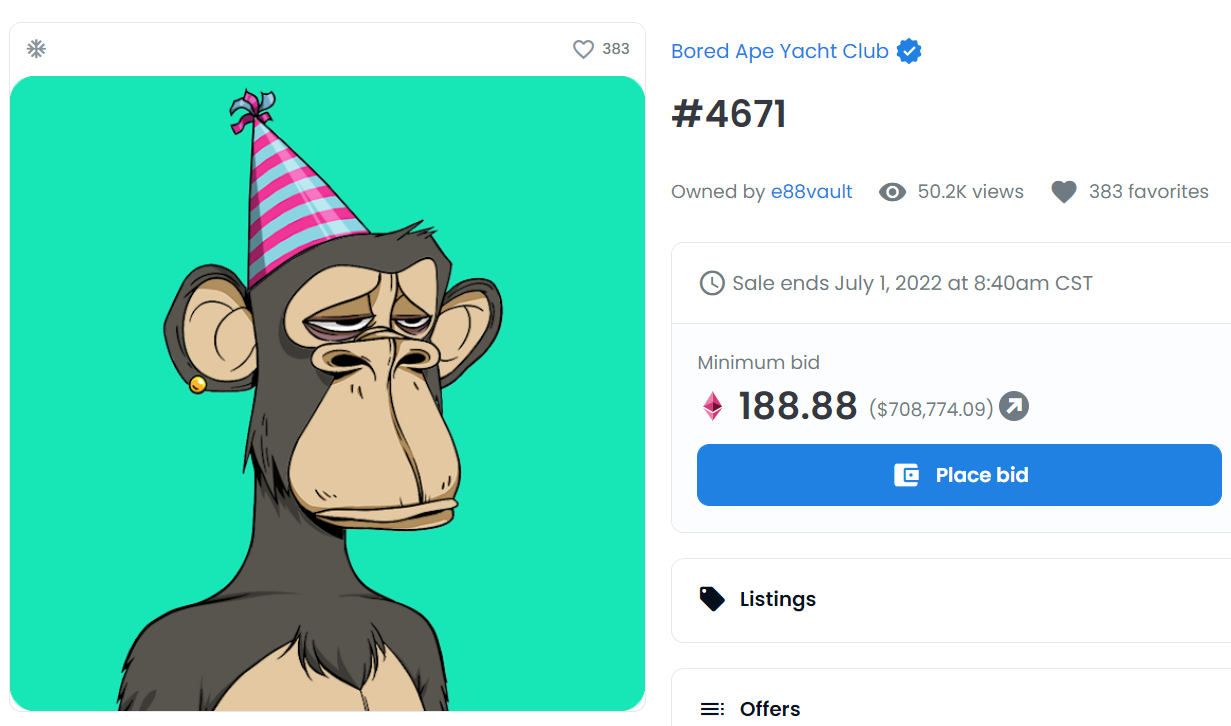 383
Bored Ape Yacht Club
#4671
Owned by e88vault 50.2K views 383 favorites
Sale ends July 1, 2022 at 8:40am CST
Minimum bid
188.88 ($708,774.09)
Place bid
Listings
Offers